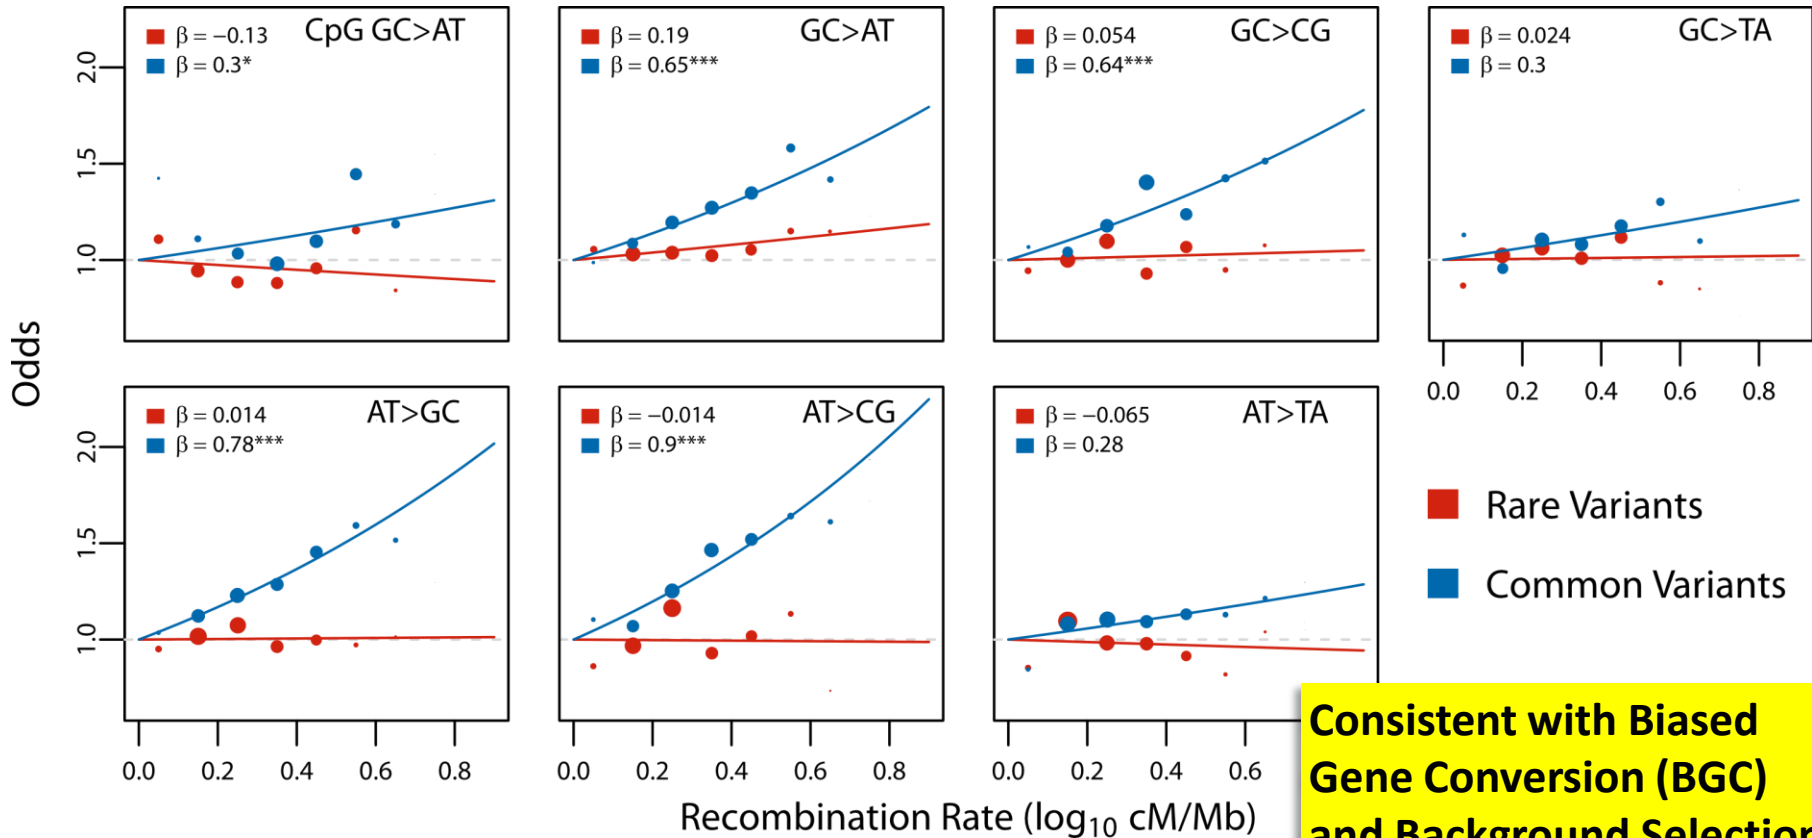 β = −0.13
β = 0.3*
CpG GC>AT
β = 0.19
β = 0.65***
GC>AT
β = 0.054
β = 0.64***
GC>CG
β = 0.024
β = 0.3
GC>TA
2.0
1.5
1.0
0.0 0.2 0.4 0.6 0.8
Odds
β = 0.014
β = 0.78***
AT>GC
β = −0.014
β = 0.9***
AT>CG
β = −0.065
β = 0.28
AT>TA
2.0
1.5
1.0
Rare Variants
Common Variants
0.0 0.2 0.4 0.6 0.8
0.0 0.2 0.4 0.6 0.8
0.0 0.2 0.4 0.6
Recombination Rate (log10 cM/Mb)
Consistent with Biased
Gene Conversion (BGC)
and Background Selection